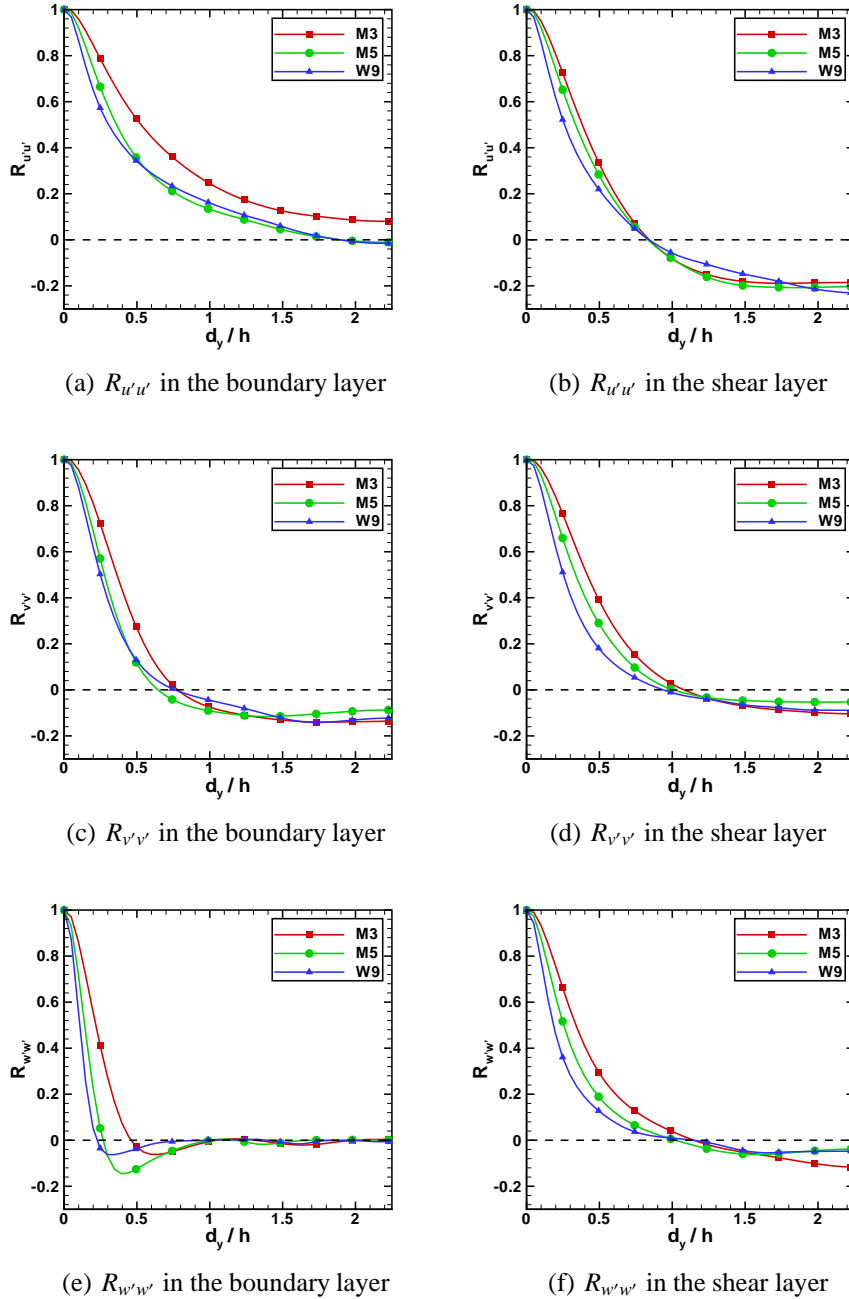 1
0.8
0.6
0.4
0.2
0
-0.2
R_{u'u'}
M3
M5
W9
0 0.5 1 1.5 2
d_y / h
(a) R_{u'u'} in the boundary layer
1
0.8
0.6
0.4
0.2
0
-0.2
R_{u'u'}
M3
M5
W9
0 0.5 1 1.5 2
d_y / h
(b) R_{u'u'} in the shear layer
1
0.8
0.6
0.4
0.2
0
-0.2
R_{v'v'}
M3
M5
W9
0 0.5 1 1.5 2
d_y / h
(c) R_{v'v'} in the boundary layer
1
0.8
0.6
0.4
0.2
0
-0.2
R_{v'v'}
M3
M5
W9
0 0.5 1 1.5 2
d_y / h
(d) R_{v'v'} in the shear layer
1
0.8
0.6
0.4
0.2
0
-0.2
R_{w'w'}
M3
M5
W9
0 0.5 1 1.5 2
d_y / h
(e) R_{w'w'} in the boundary layer
1
0.8
0.6
0.4
0.2
0
-0.2
R_{w'w'}
M3
M5
W9
0 0.5 1 1.5 2
d_y / h
(f) R_{w'w'} in the shear layer